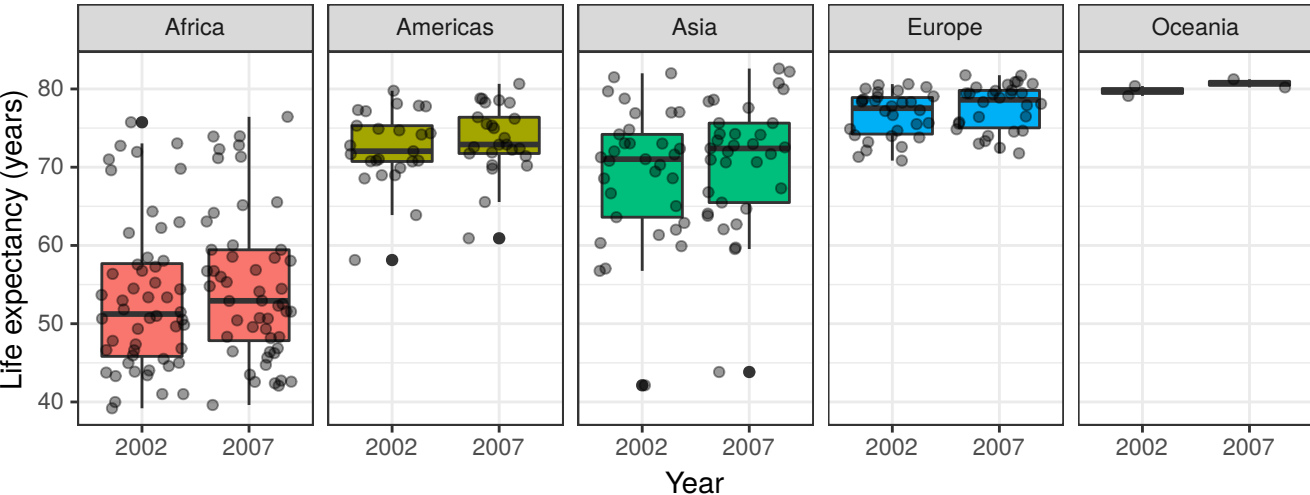 Africa Americas Asia Europe Oceania
80
70
60
50
40
Life expectancy (years)
2002 2007 2002 2007 2002 2007 2002 2007 2002 2007
Year